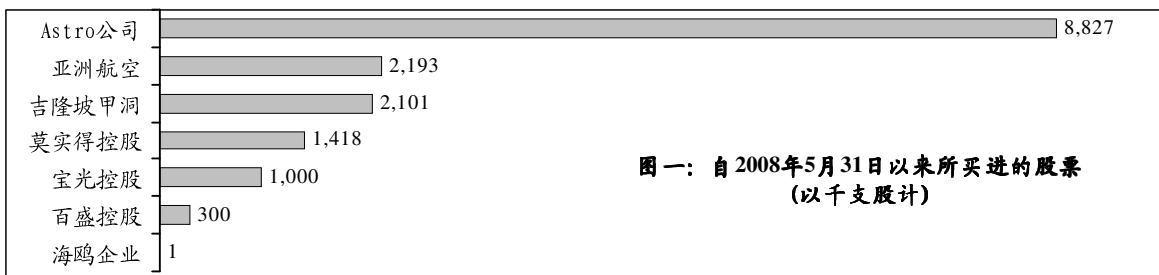 Astro公司 8,827
亚洲航空 2,193
吉隆坡甲洞 2,101
莫实得控股 1,418
宝光控股 1,000
百盛控股 300
海鸥企业 1
图一：自2008年5月31日以来所买进的股票
(以千支股计)